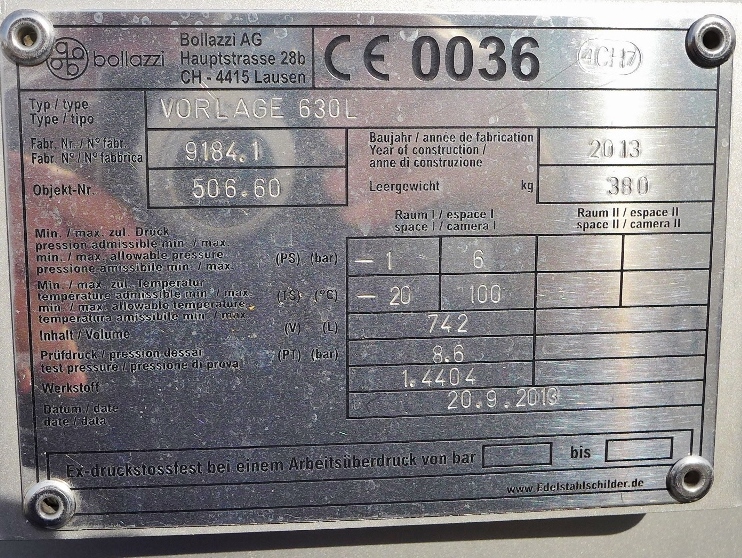 bollazzi
Bollazzi AG
Hauptstrasse 28b
CH - 4415 Lausen
CE 0036
4CH7
Typ / type
Type / tipo
VORLAGE 630L
Fabr. Nr. / N° fabr.
Fabr. N° / N° fabbrica
9184.1
Baujahr / année de fabrication
Year of construction /
anne di construzione
2013
Objekt-Nr.
506.60
Leergewicht kg
380
Raum I / espace I
space I / camera I
Raum II / espace II
space II / camera II
Min. / max. zul. Drück
pression admissible min. / max.
min. / max. allowable pressure
pressione amissibile min. / max.
(PS) (bar)
-1 6
Min. / max. zul. Temperatur
temperature admissible min. / max.
min. / max. allowable temperature
temperatura amissibile min. / max.
(TS) (°C)
-20 100
Inhalt / Volume (V) (L)
742
Prüfdruck / pression dessai
test pressure / pressione di prova
(PT) (bar)
8.6
Werkstoff
1.4404
Datum / date
date / data
20.9.2013
Ex-druckstossfest bei einem Arbeitsüberdruck von bar bis
www.Edelstahlschilder.de